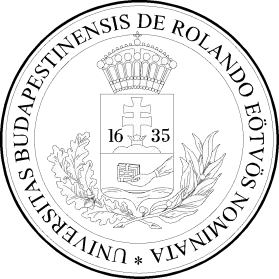 UNIVERSITAS BUDAPESTINENSIS DE ROLANDO EÖTVÖS NOMINATA *
16 35